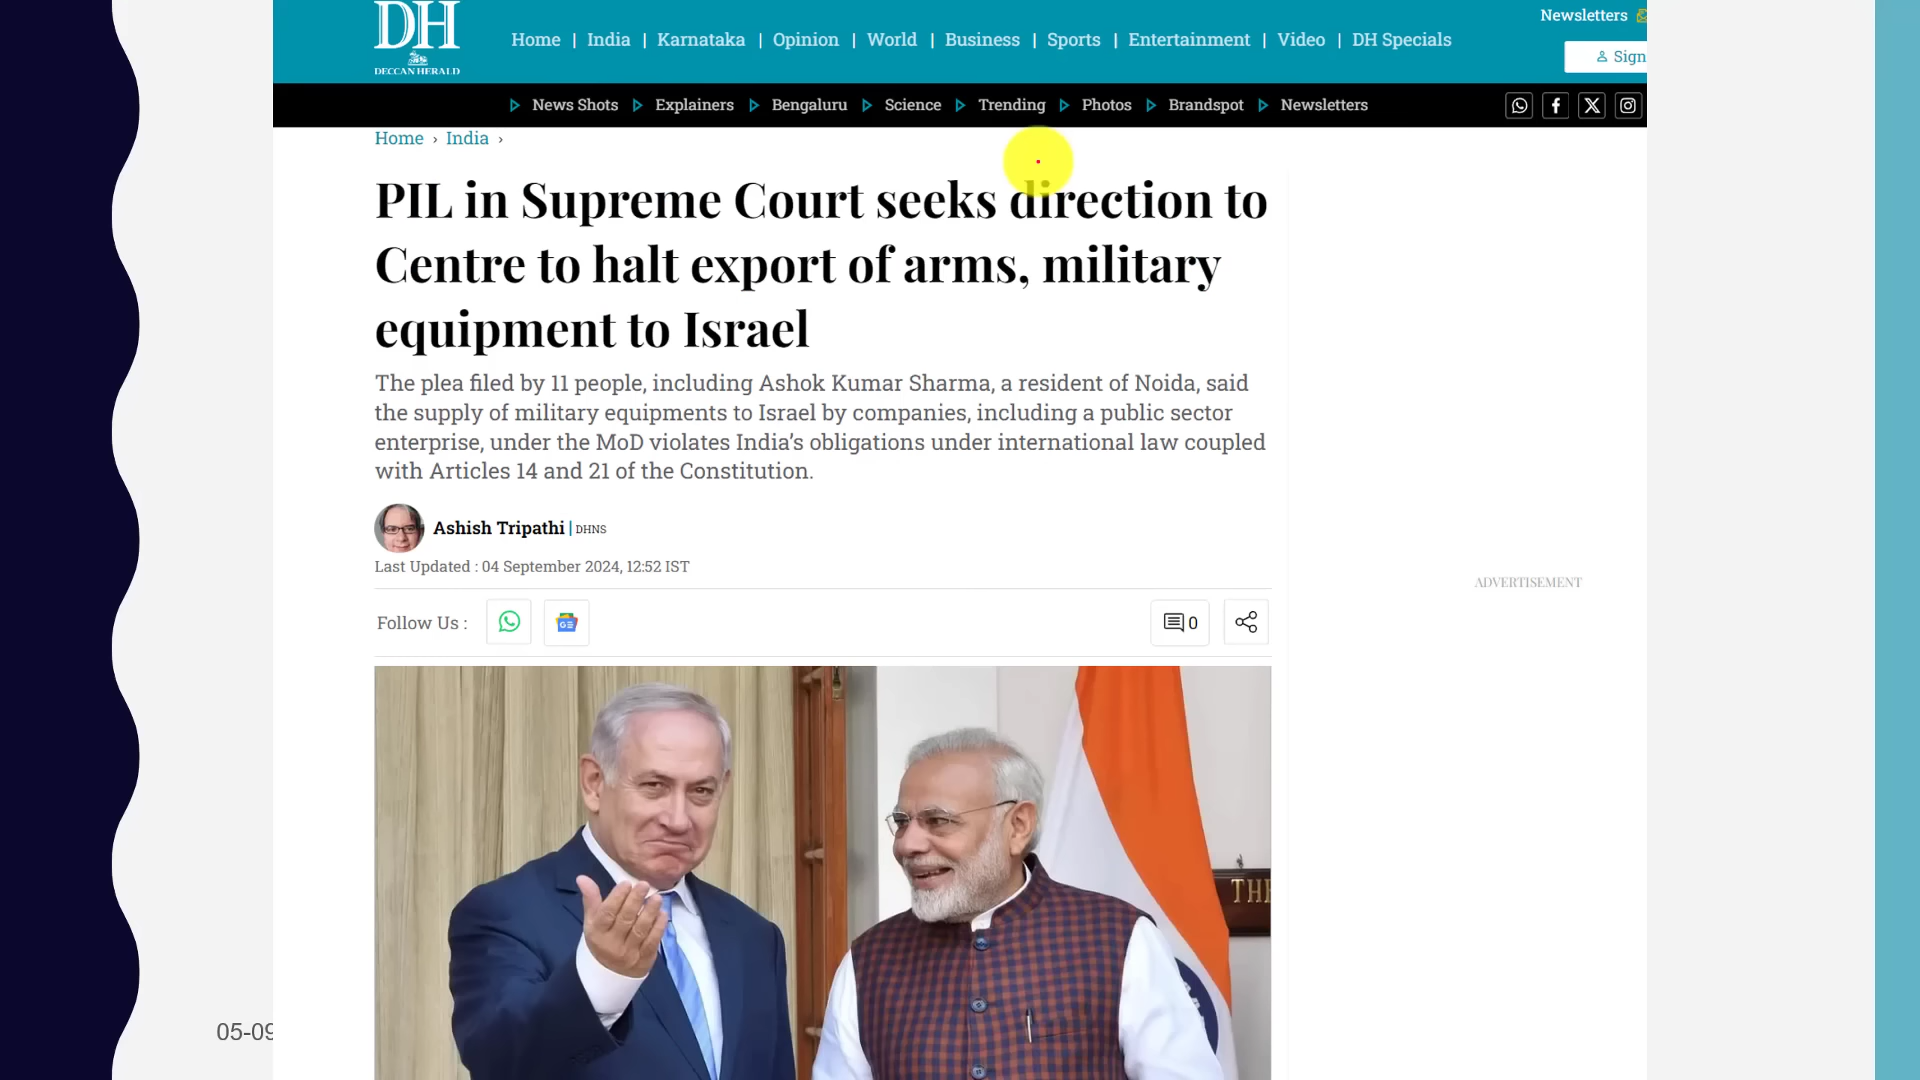 DH
DECCAN HERALD
Home | India | Karnataka | Opinion | World | Business | Sports | Entertainment | Video | DH Specials
Newsletters
Sign
News Shots
Explainers
Bengaluru
Science
Trending
Photos
Brandspot
Newsletters
Home › India ›
PIL in Supreme Court seeks direction to
Centre to halt export of arms, military
equipment to Israel
The plea filed by 11 people, including Ashok Kumar Sharma, a resident of Noida, said
the supply of military equipments to Israel by companies, including a public sector
enterprise, under the MoD violates India's obligations under international law coupled
with Articles 14 and 21 of the Constitution.
Ashish Tripathi | DHNS
Last Updated : 04 September 2024, 12:52 IST
ADVERTISEMENT
Follow Us :
0
THE
05-09